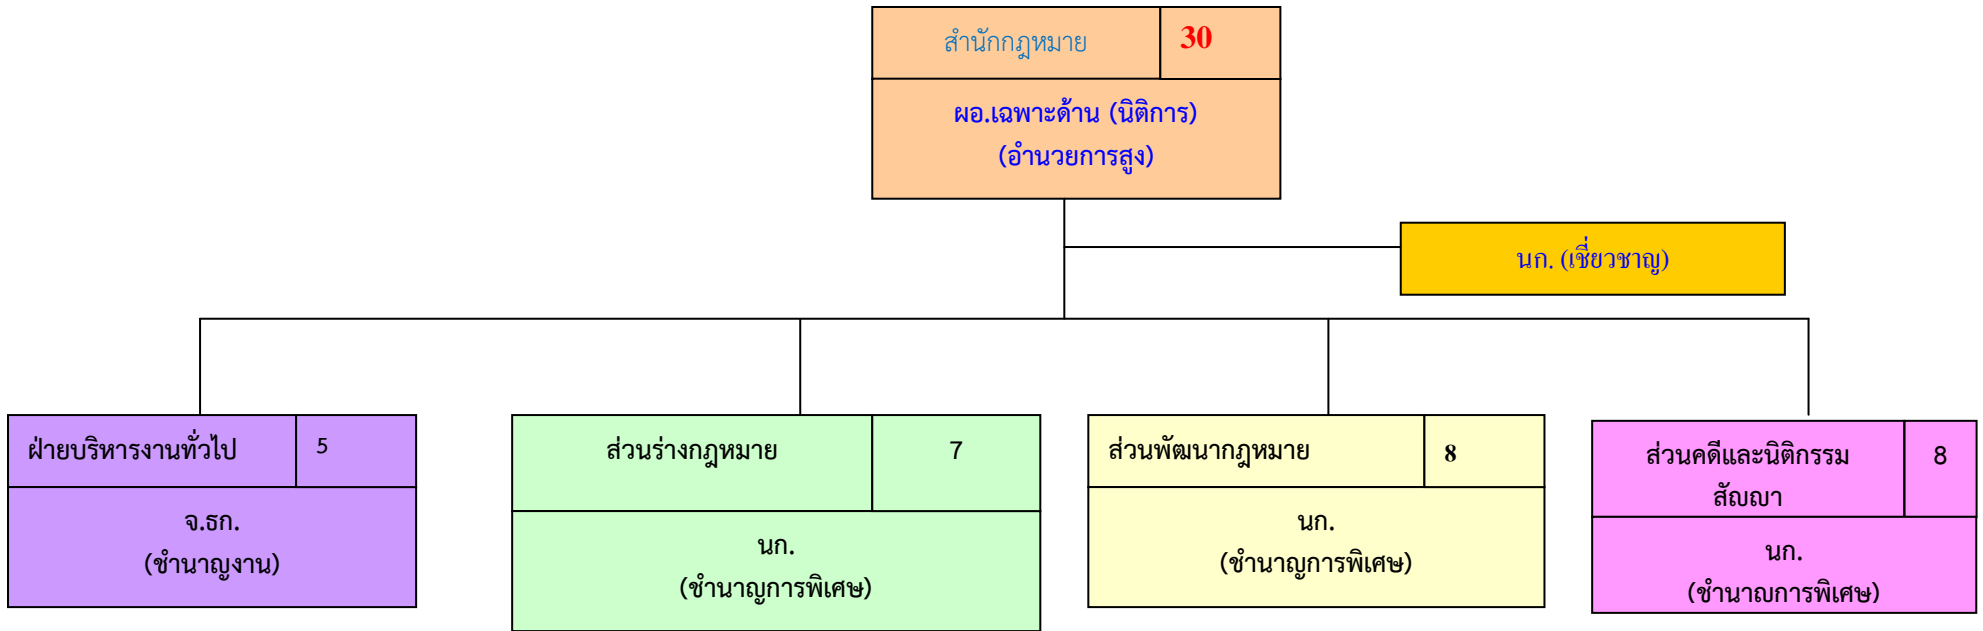 สำนักกฎหมาย 30
ผอ.เฉพาะด้าน (นิติการ)
(อำนวยการสูง)
นก. (เชี่ยวชาญ)
ฝ่ายบริหารงานทั่วไป 5
จ.ธก.
(ชำนาญงาน)
ส่วนร่างกฎหมาย 7
นก.
(ชำนาญการพิเศษ)
ส่วนพัฒนากฎหมาย 8
นก.
(ชำนาญการพิเศษ)
ส่วนคดีและนิติกรรม 8
สัญญา
นก.
(ชำนาญการพิเศษ)